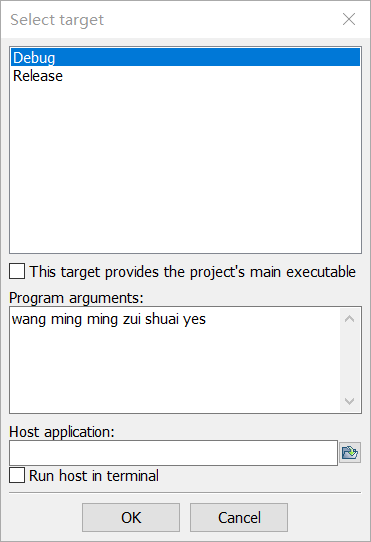 Select target
Debug
Release
This target provides the project's main executable
Program arguments:
wang ming ming zui shuai yes
Host application:
Run host in terminal
OK
Cancel